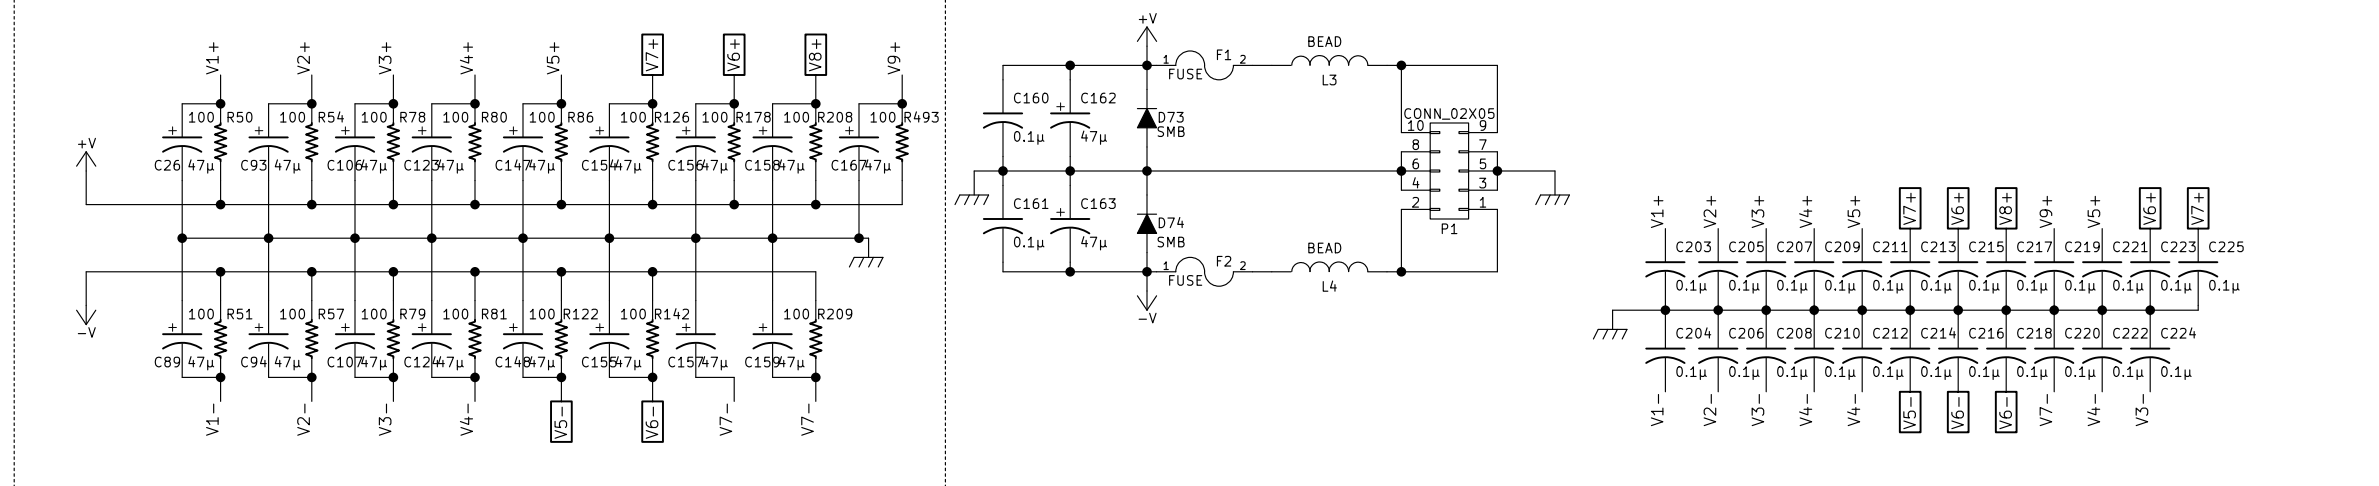 V1+ V2+ V3+ V4+ V5+ V7+ V6+ V8+ V9+
100 R50 100 R54 100 R78 100 R80 100 R86 100 R126 100 R178 100 R208 100 R493
+ + + + + + + + +
+V
C26 47µ C93 47µ C106 47µ C123 47µ C147 47µ C154 47µ C156 47µ C158 47µ C167 47µ
100 R51 100 R57 100 R79 100 R81 100 R122 100 R142 100 R209
+ + + + + + + +
-V
C89 47µ C94 47µ C107 47µ C124 47µ C148 47µ C155 47µ C157 47µ C159 47µ
V1- V2- V3- V4- V5- V6- V7- V7-
+V
BEAD
1 F1 2
FUSE
L3
C160 C162
+
0.1µ 47µ
D73
SMB
CONN_02X05
10 9
8 7
6 5
4 3
2 1
P1
C161 C163
+
0.1µ 47µ
D74
SMB
BEAD
1 F2 2
FUSE
L4
-V
V1+ V2+ V3+ V4+ V5+ V7+ V6+ V8+ V9+ V5+ V6+ V7+
C203 C205 C207 C209 C211 C213 C215 C217 C219 C221 C223 C225
0.1µ 0.1µ 0.1µ 0.1µ 0.1µ 0.1µ 0.1µ 0.1µ 0.1µ 0.1µ 0.1µ 0.1µ
C204 C206 C208 C210 C212 C214 C216 C218 C220 C222 C224
0.1µ 0.1µ 0.1µ 0.1µ 0.1µ 0.1µ 0.1µ 0.1µ 0.1µ 0.1µ 0.1µ
V1- V2- V3- V4- V4- V5- V6- V6- V7- V4- V3-